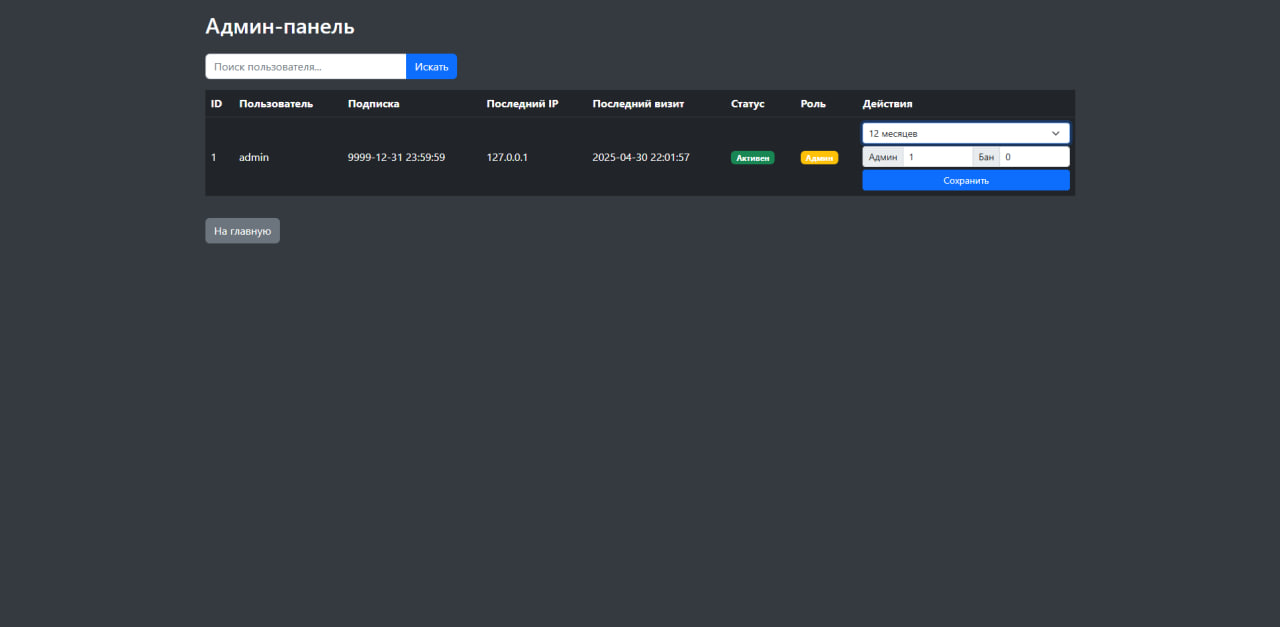 Админ-панель
Поиск пользователя... Искать
ID Пользователь Подписка Последний IP Последний визит Статус Роль Действия
12 месяцев
1 admin 9999-12-31 23:59:59 127.0.0.1 2025-04-30 22:01:57 Активен Админ Админ 1 Бан 0
Сохранить
На главную